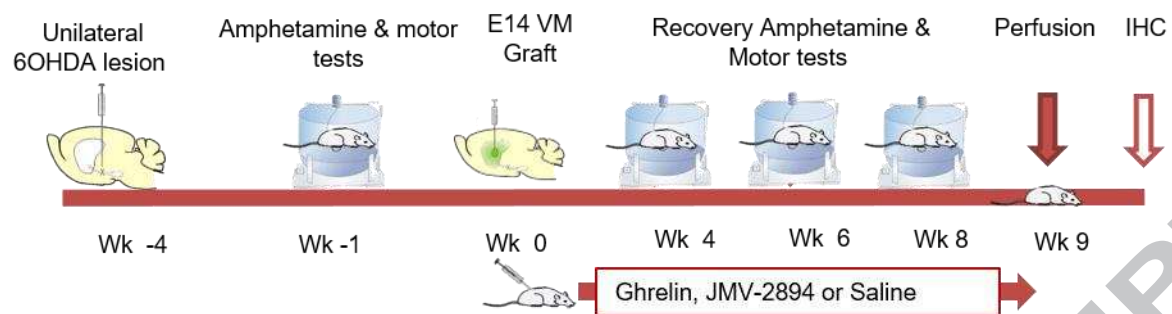 Unilateral
6OHDA lesion
Amphetamine & motor
tests
E14 VM
Graft
Recovery Amphetamine &
Motor tests
Perfusion
IHC
Wk -4
Wk -1
Wk 0
Wk 4
Wk 6
Wk 8
Wk 9
Ghrelin, JMV-2894 or Saline